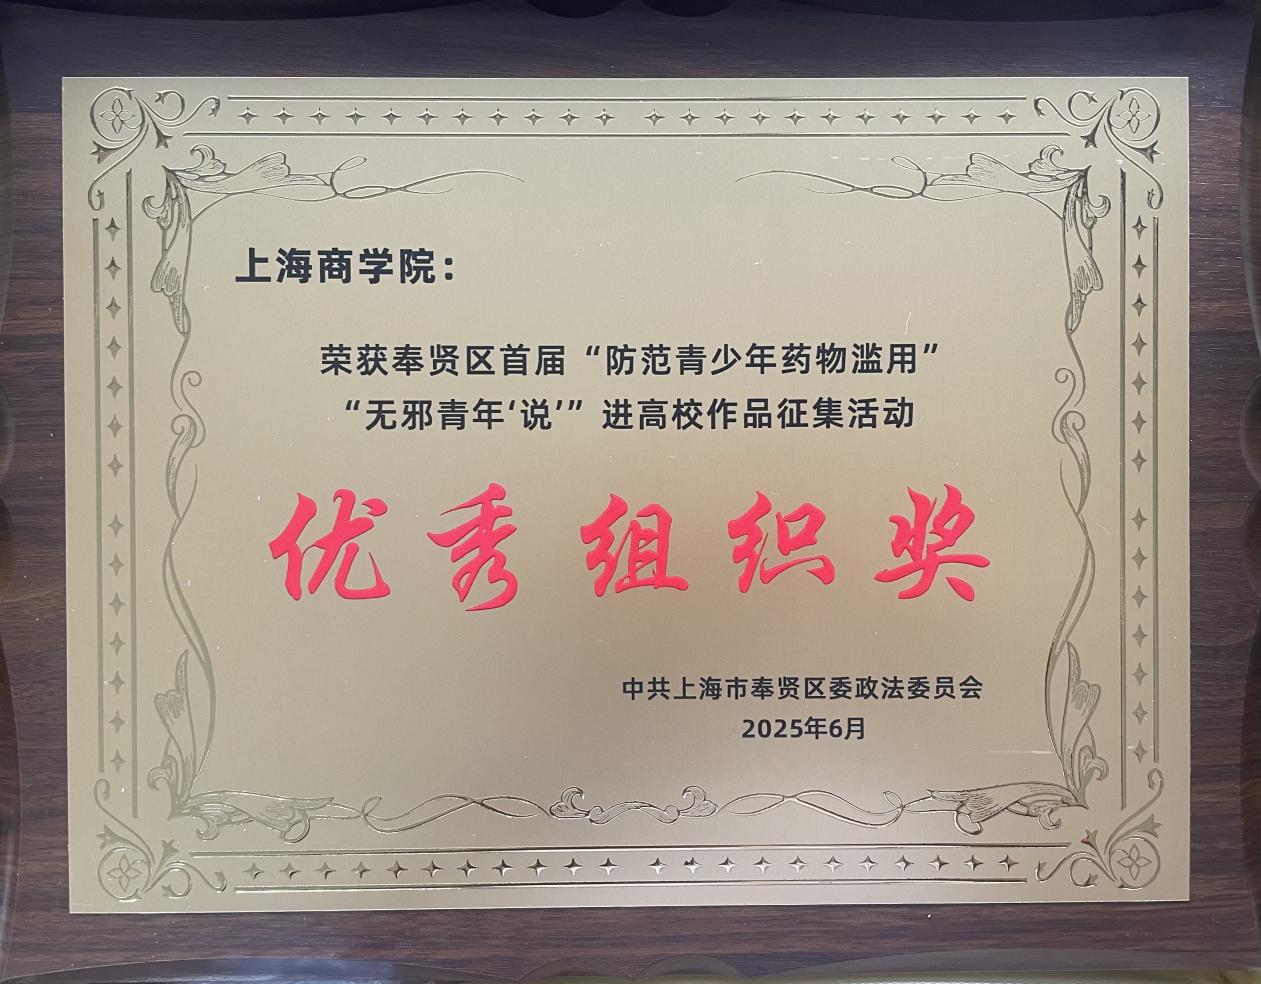 上海商学院：
荣获奉贤区首届“防范青少年药物滥用”
“无邪青年‘说’”进高校作品征集活动
优秀组织奖
中共上海市奉贤区委政法委员会
2025年6月